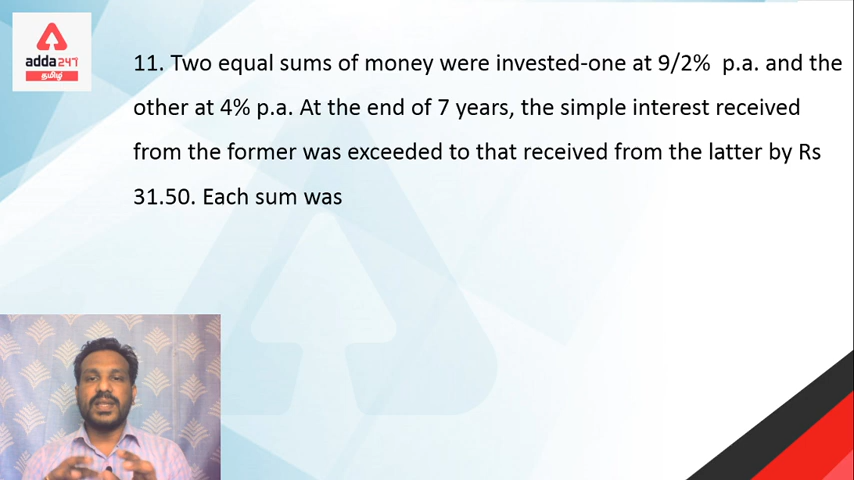 adda247
தமிழ்
11. Two equal sums of money were invested-one at 9/2% p.a. and the
other at 4% p.a. At the end of 7 years, the simple interest received
from the former was exceeded to that received from the latter by Rs
31.50. Each sum was